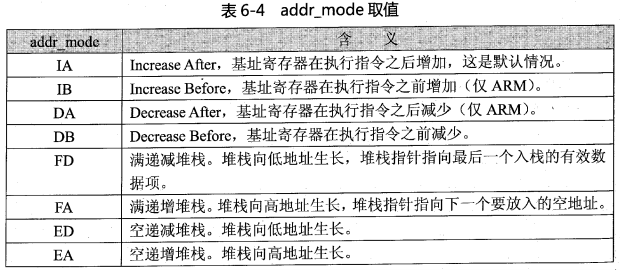 表 6-4 addr_mode 取值
addr_mode 含 义
IA Increase After，基址寄存器在执行指令之后增加，这是默认情况。
IB Increase Before，基址寄存器在执行指令之前增加（仅 ARM）。
DA Decrease After，基址寄存器在执行指令之后减少（仅 ARM）。
DB Decrease Before，基址寄存器在执行指令之前减少。
FD 满递减堆栈。堆栈向低地址生长，堆栈指针指向最后一个入栈的有效数
据项。
FA 满递增堆栈。堆栈向高地址生长，堆栈指针指向下一个要放入的空地址。
ED 空递减堆栈。堆栈向低地址生长。
EA 空递增堆栈。堆栈向高地址生长。